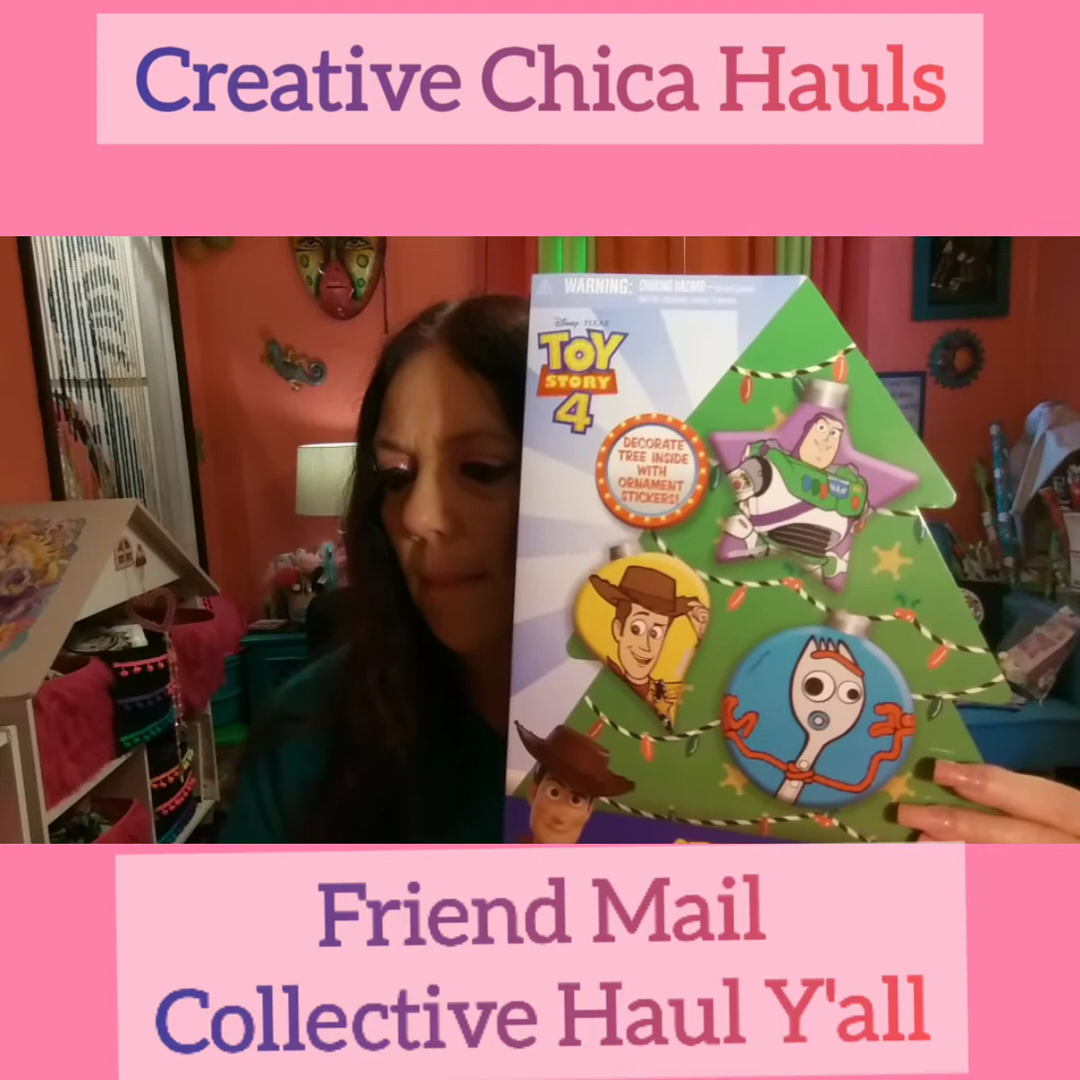 Creative Chica Hauls
WARNING: CHOKING HAZARD
Disney PIXAR
TOY
STORY
4
DECORATE
TREE INSIDE
WITH
ORNAMENT
STICKERS!
Friend Mail
Collective Haul Y'all